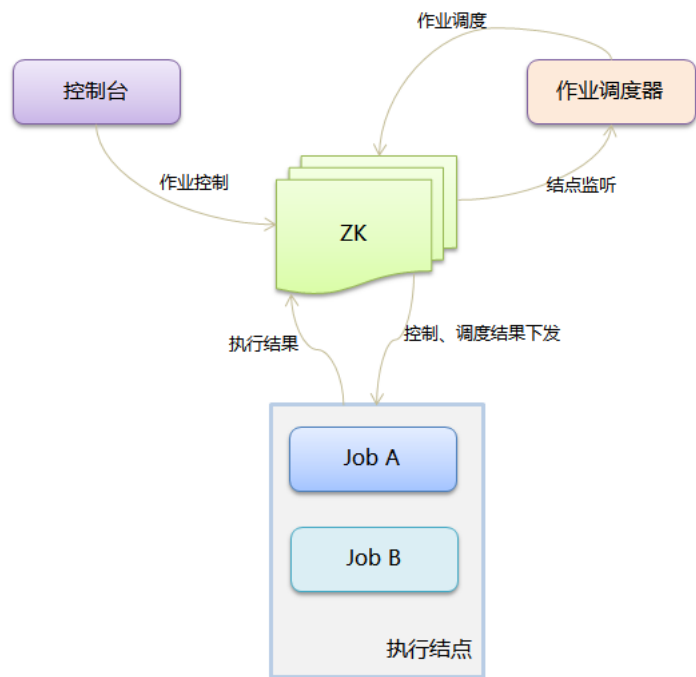 作业调度
控制台
作业调度器
作业控制
结点监听
ZK
执行结果
控制、调度结果下发
Job A
Job B
执行结点